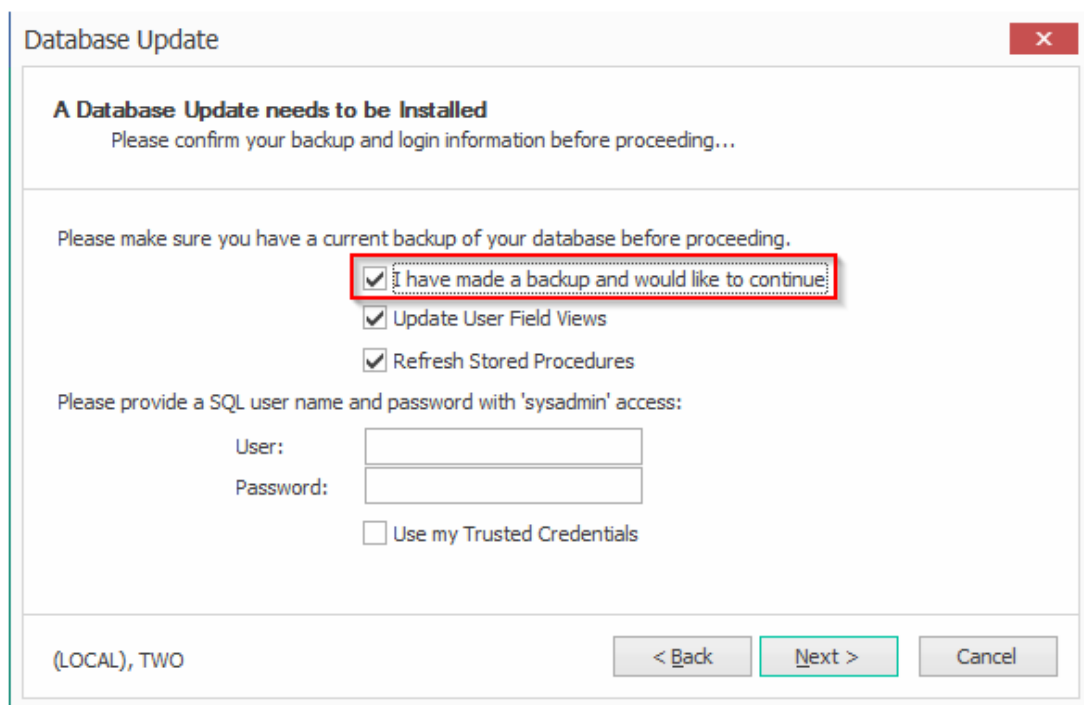 Database Update
A Database Update needs to be Installed
Please confirm your backup and login information before proceeding...
Please make sure you have a current backup of your database before proceeding.
I have made a backup and would like to continue
Update User Field Views
Refresh Stored Procedures
Please provide a SQL user name and password with 'sysadmin' access:
User:
Password:
Use my Trusted Credentials
(LOCAL), TWO
< Back
Next >
Cancel